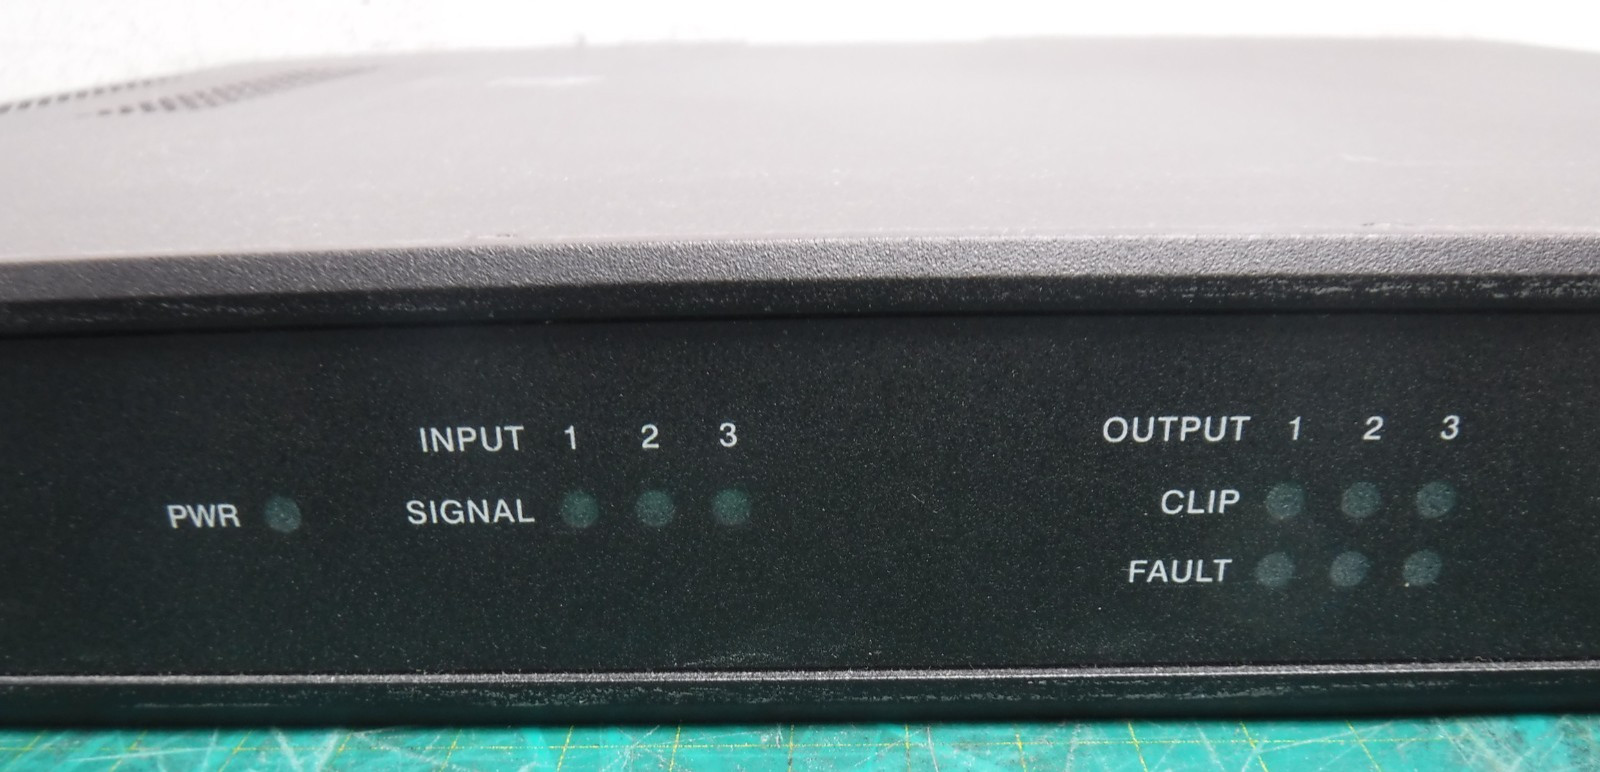 INPUT 1 2 3
PWR SIGNAL
OUTPUT 1 2 3
CLIP
FAULT